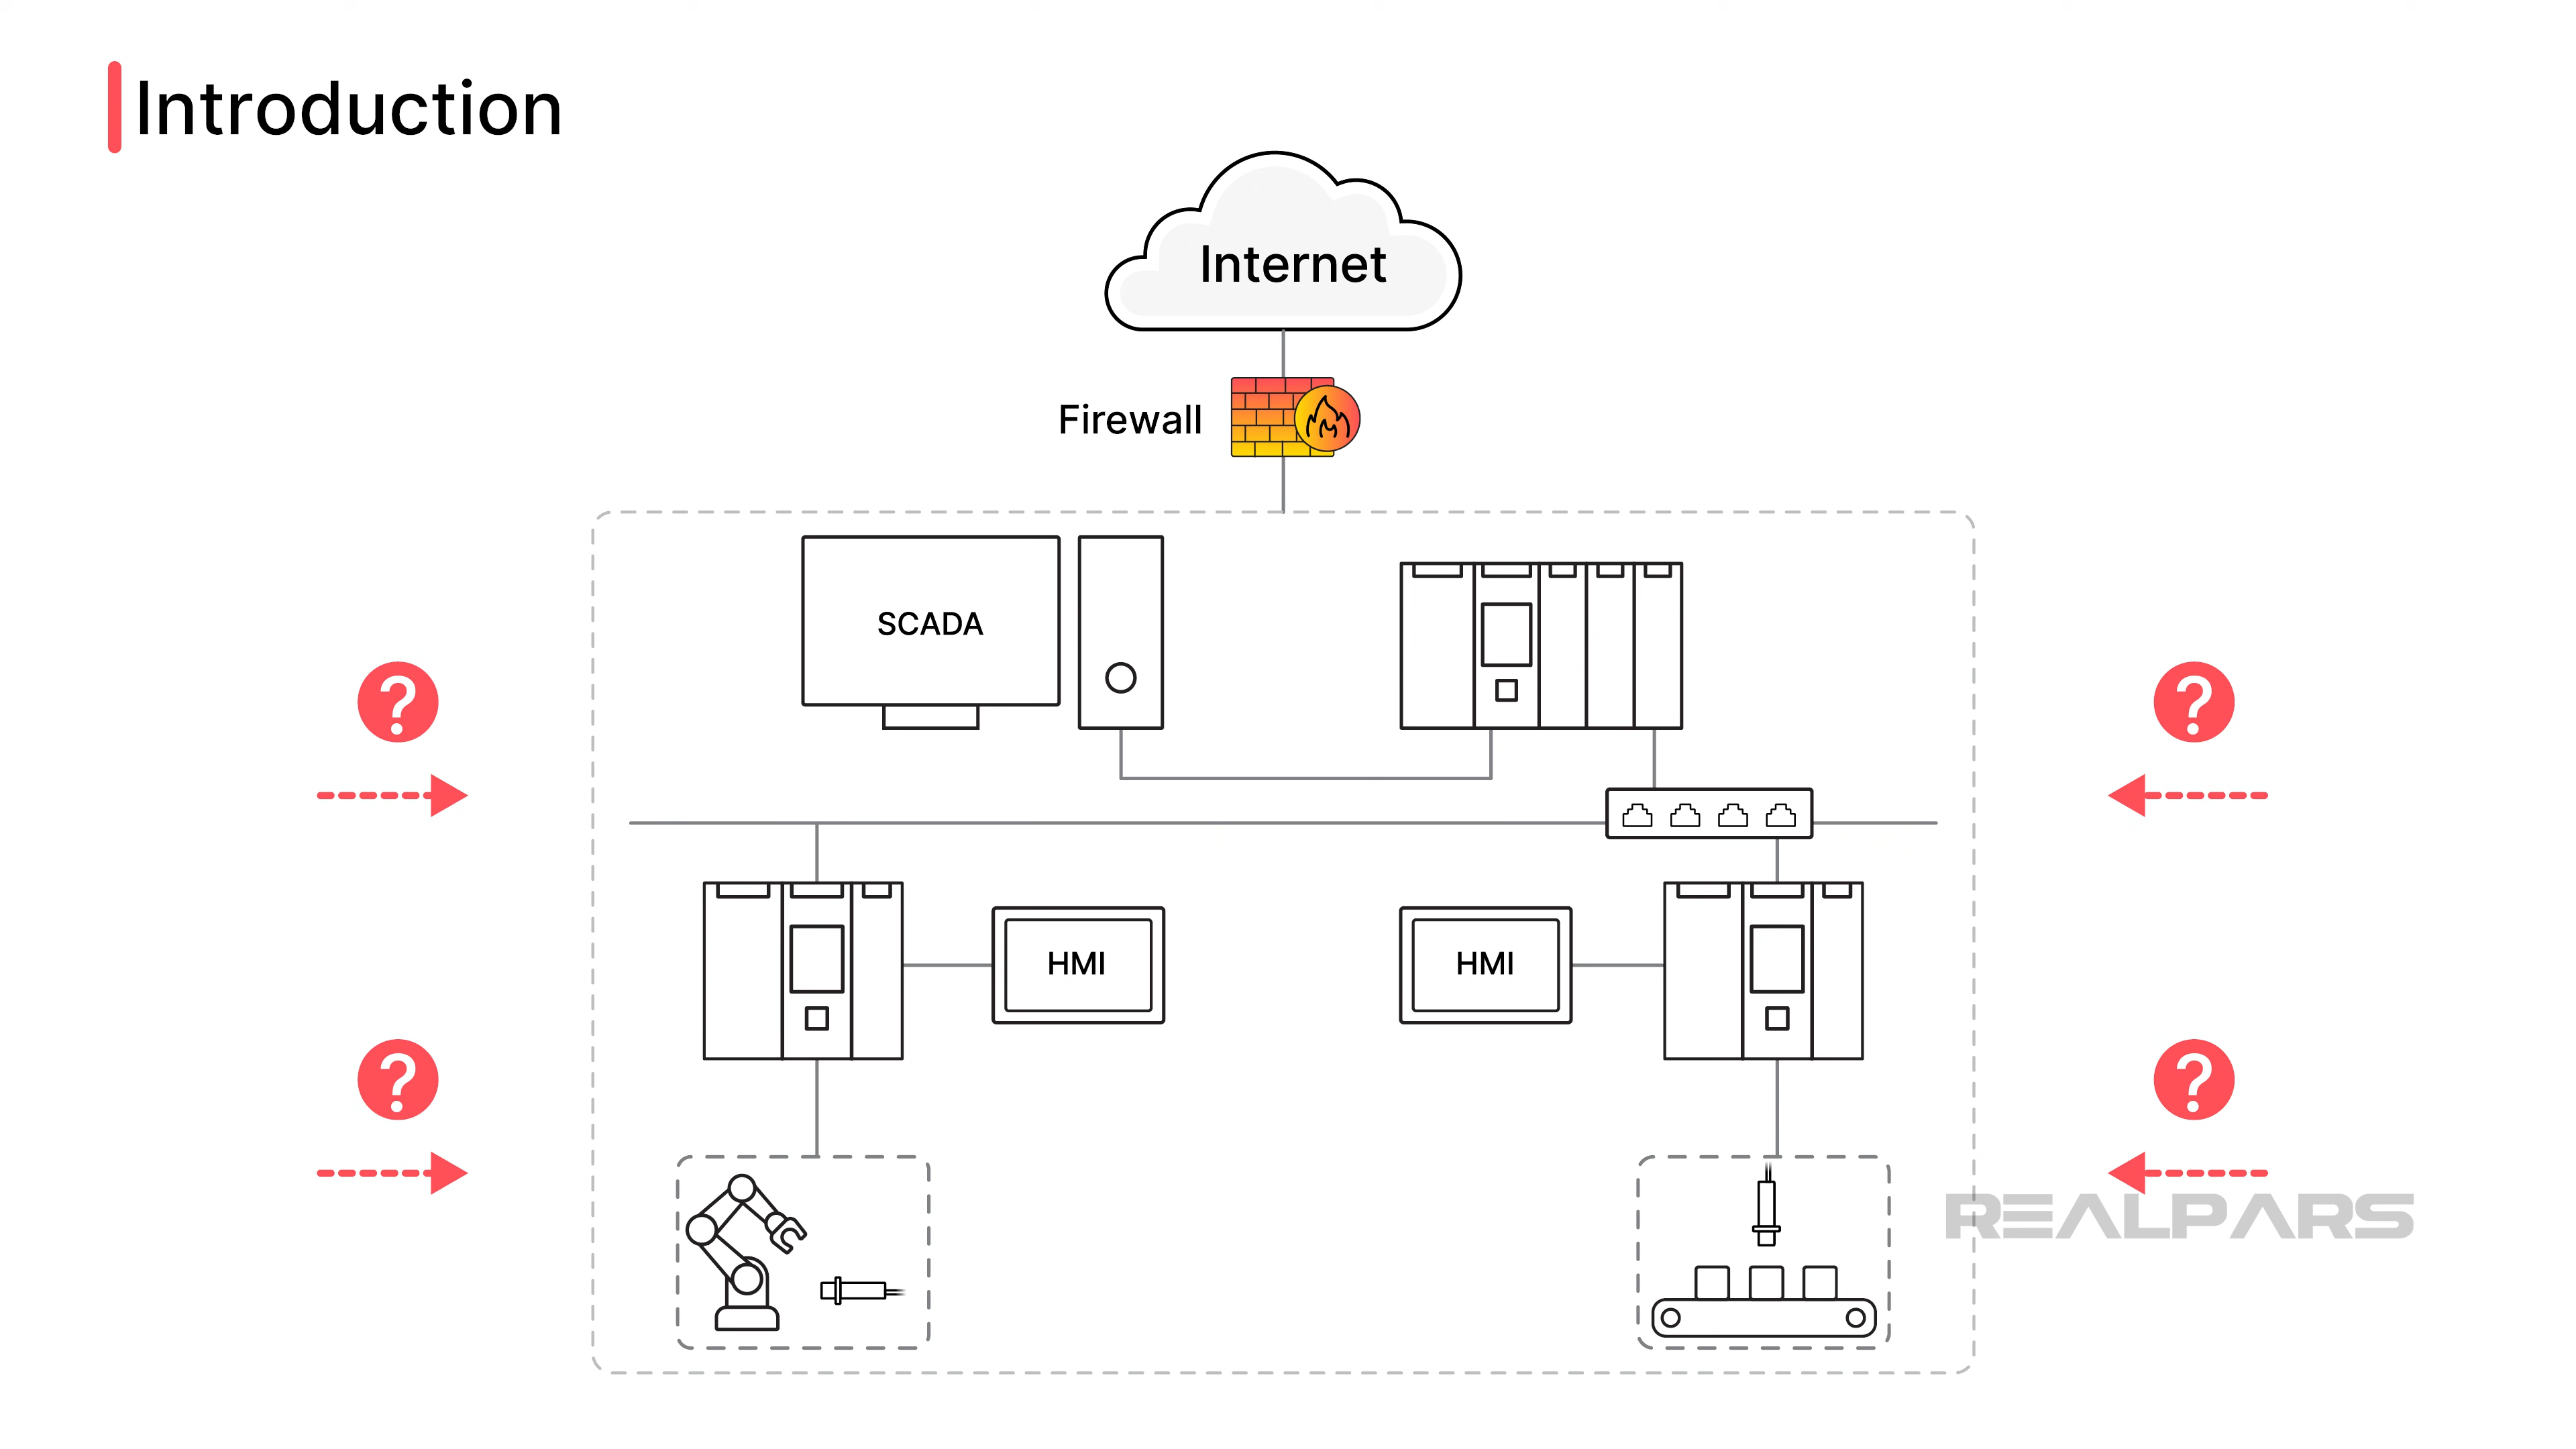 Introduction
Internet
Firewall
SCADA
?
?
HMI
HMI
?
?
REALPARS